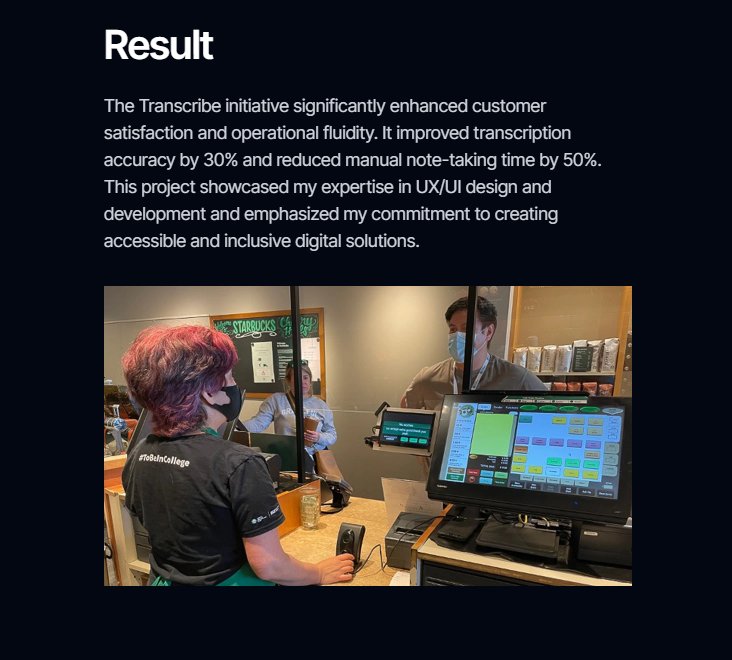 Result
The Transcribe initiative significantly enhanced customer
satisfaction and operational fluidity. It improved transcription
accuracy by 30% and reduced manual note-taking time by 50%.
This project showcased my expertise in UX/UI design and
development and emphasized my commitment to creating
accessible and inclusive digital solutions.
STARBUCKS
#ToBeInCollege